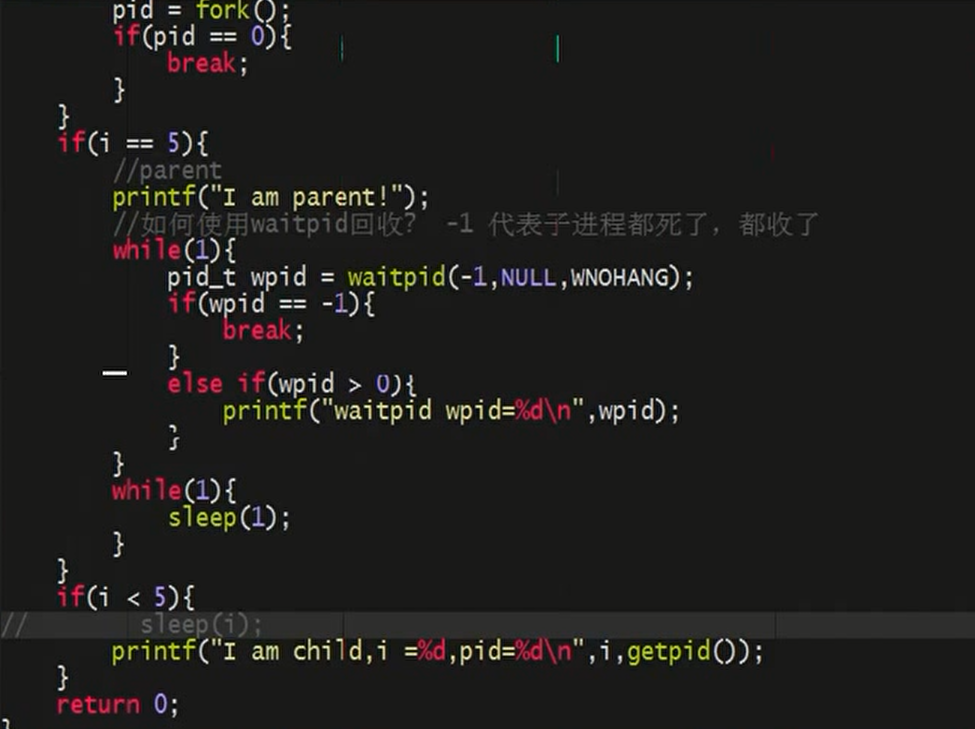 pid = fork();
if(pid == 0){
break;
}
}
if(i == 5){
//parent
printf("I am parent!");
//如何使用waitpid回收? -1 代表子进程都死了，都收了
while(1){
pid_t wpid = waitpid(-1,NULL,WNOHANG);
if(wpid == -1){
break;
}
else if(wpid > 0){
printf("waitpid wpid=%d\n",wpid);
}
}
while(1){
sleep(1);
}
}
if(i < 5){
// sleep(i);
printf("I am child,i =%d,pid=%d\n",i,getpid());
}
return 0;
}